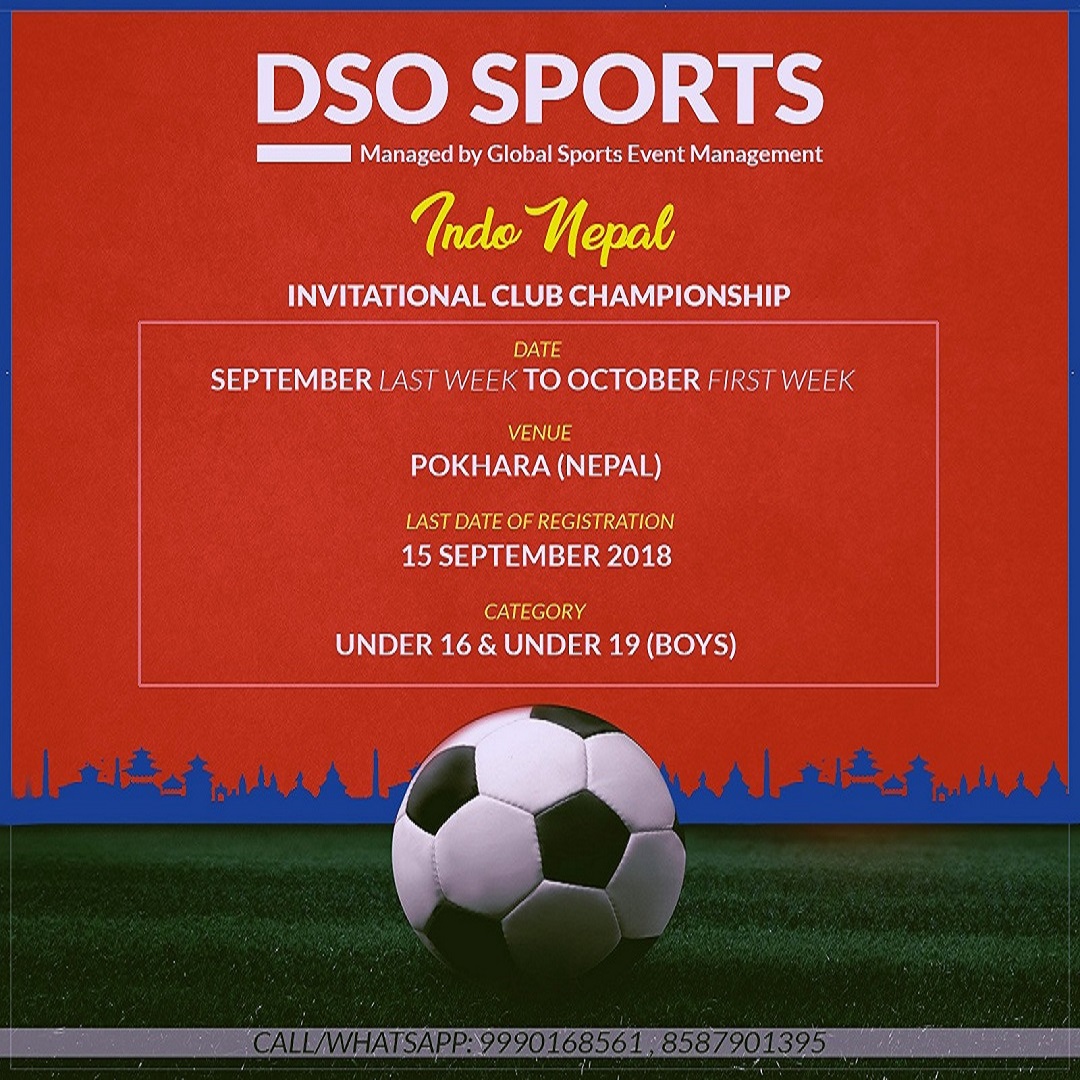 DSO SPORTS
Managed by Global Sports Event Management
Indo Nepal
INVITATIONAL CLUB CHAMPIONSHIP
DATE
SEPTEMBER LAST WEEK TO OCTOBER FIRST WEEK
VENUE
POKHARA (NEPAL)
LAST DATE OF REGISTRATION
15 SEPTEMBER 2018
CATEGORY
UNDER 16 & UNDER 19 (BOYS)
CALL/WHATSAPP: 9990168561 , 8587901395